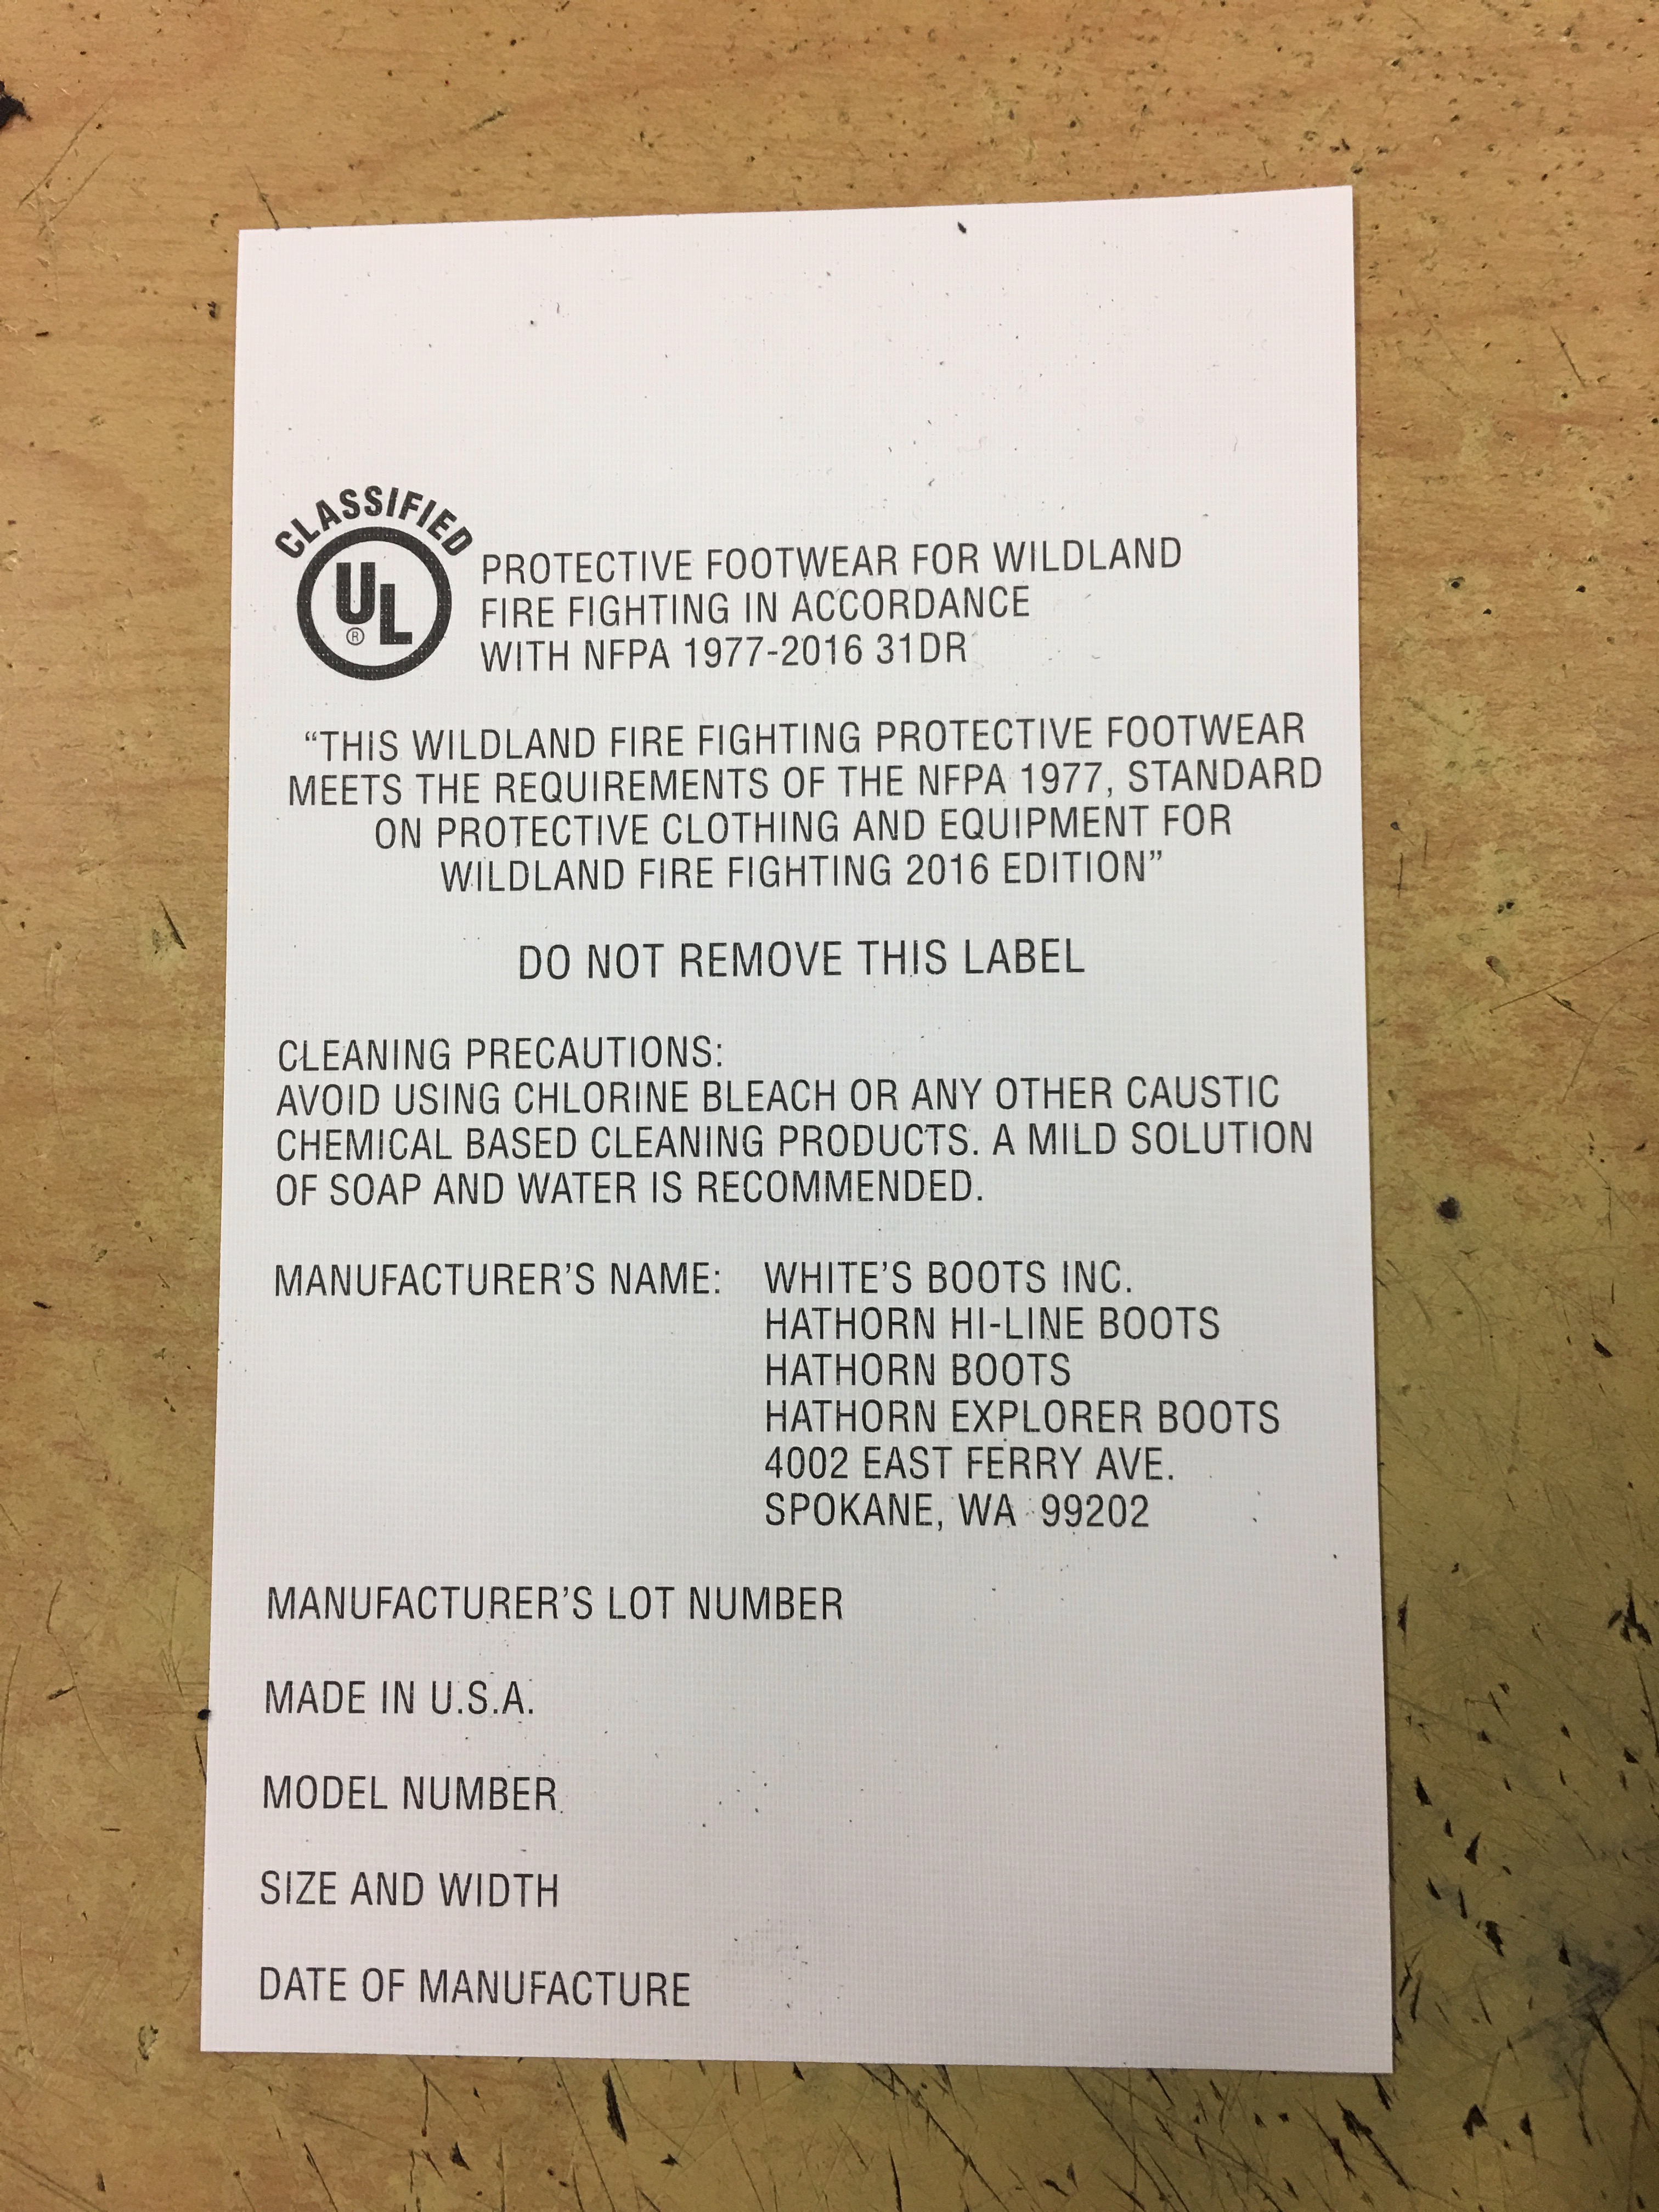 CLASSIFIED
UL
®
PROTECTIVE FOOTWEAR FOR WILDLAND
FIRE FIGHTING IN ACCORDANCE
WITH NFPA 1977-2016 31DR
“THIS WILDLAND FIRE FIGHTING PROTECTIVE FOOTWEAR
MEETS THE REQUIREMENTS OF THE NFPA 1977, STANDARD
ON PROTECTIVE CLOTHING AND EQUIPMENT FOR
WILDLAND FIRE FIGHTING 2016 EDITION”
DO NOT REMOVE THIS LABEL
CLEANING PRECAUTIONS:
AVOID USING CHLORINE BLEACH OR ANY OTHER CAUSTIC
CHEMICAL BASED CLEANING PRODUCTS. A MILD SOLUTION
OF SOAP AND WATER IS RECOMMENDED.
MANUFACTURER’S NAME: WHITE’S BOOTS INC.
HATHORN HI-LINE BOOTS
HATHORN BOOTS
HATHORN EXPLORER BOOTS
4002 EAST FERRY AVE.
SPOKANE, WA 99202
MANUFACTURER’S LOT NUMBER
MADE IN U.S.A.
MODEL NUMBER
SIZE AND WIDTH
DATE OF MANUFACTURE